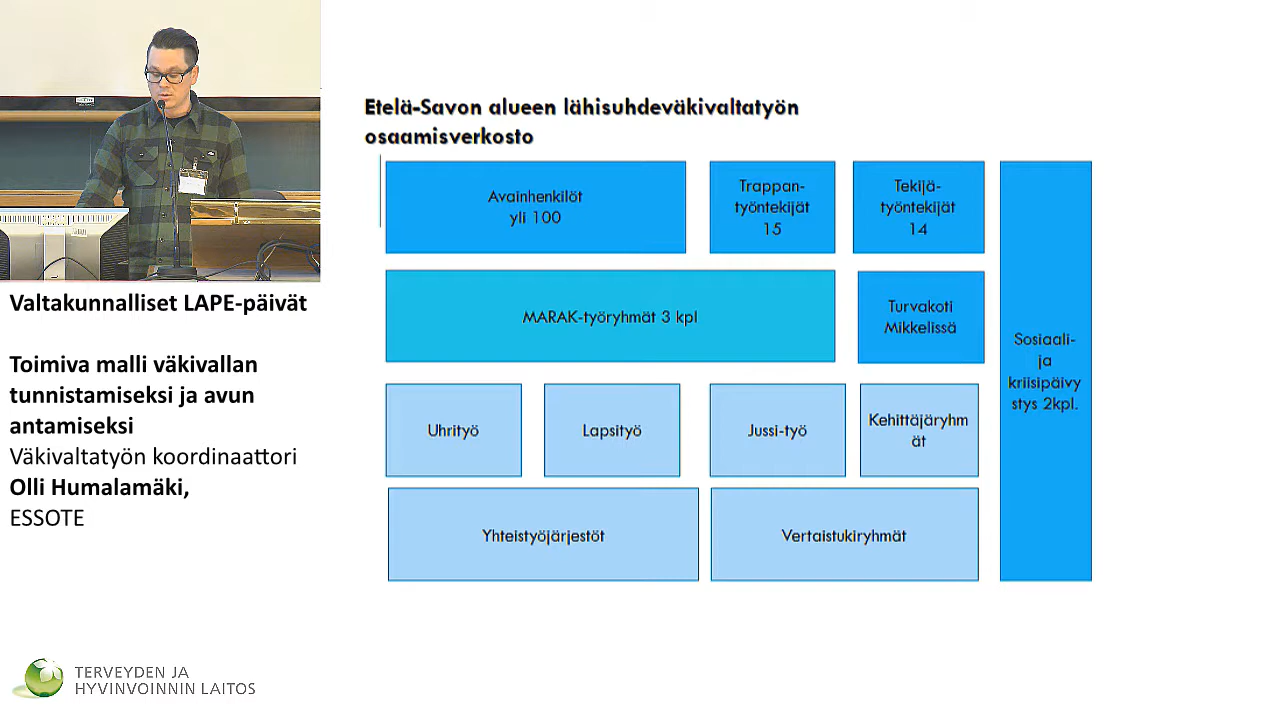 Valtakunnalliset LAPE-päivät
Toimiva malli väkivallan
tunnistamiseksi ja avun
antamiseksi
Väkivaltatyön koordinaattori
Olli Humalamäki,
ESSOTE
TERVEYDEN JA
HYVINVOINNIN LAITOS
Etelä-Savon alueen lähisuhdeväkivaltatyön
osaamisverkosto
Avainhenkilöt
yli 100
Trappan-
työntekijät
15
Tekijä-
työntekijät
14
MARAK-työryhmät 3 kpl
Turvakoti
Mikkelissä
Sosiaali-
ja
kriisipäivy
stys 2kpl.
Uhrityö
Lapsityö
Jussi-työ
Kehittäjäryhm
ät
Yhteistyöjärjestöt
Vertaistukiryhmät